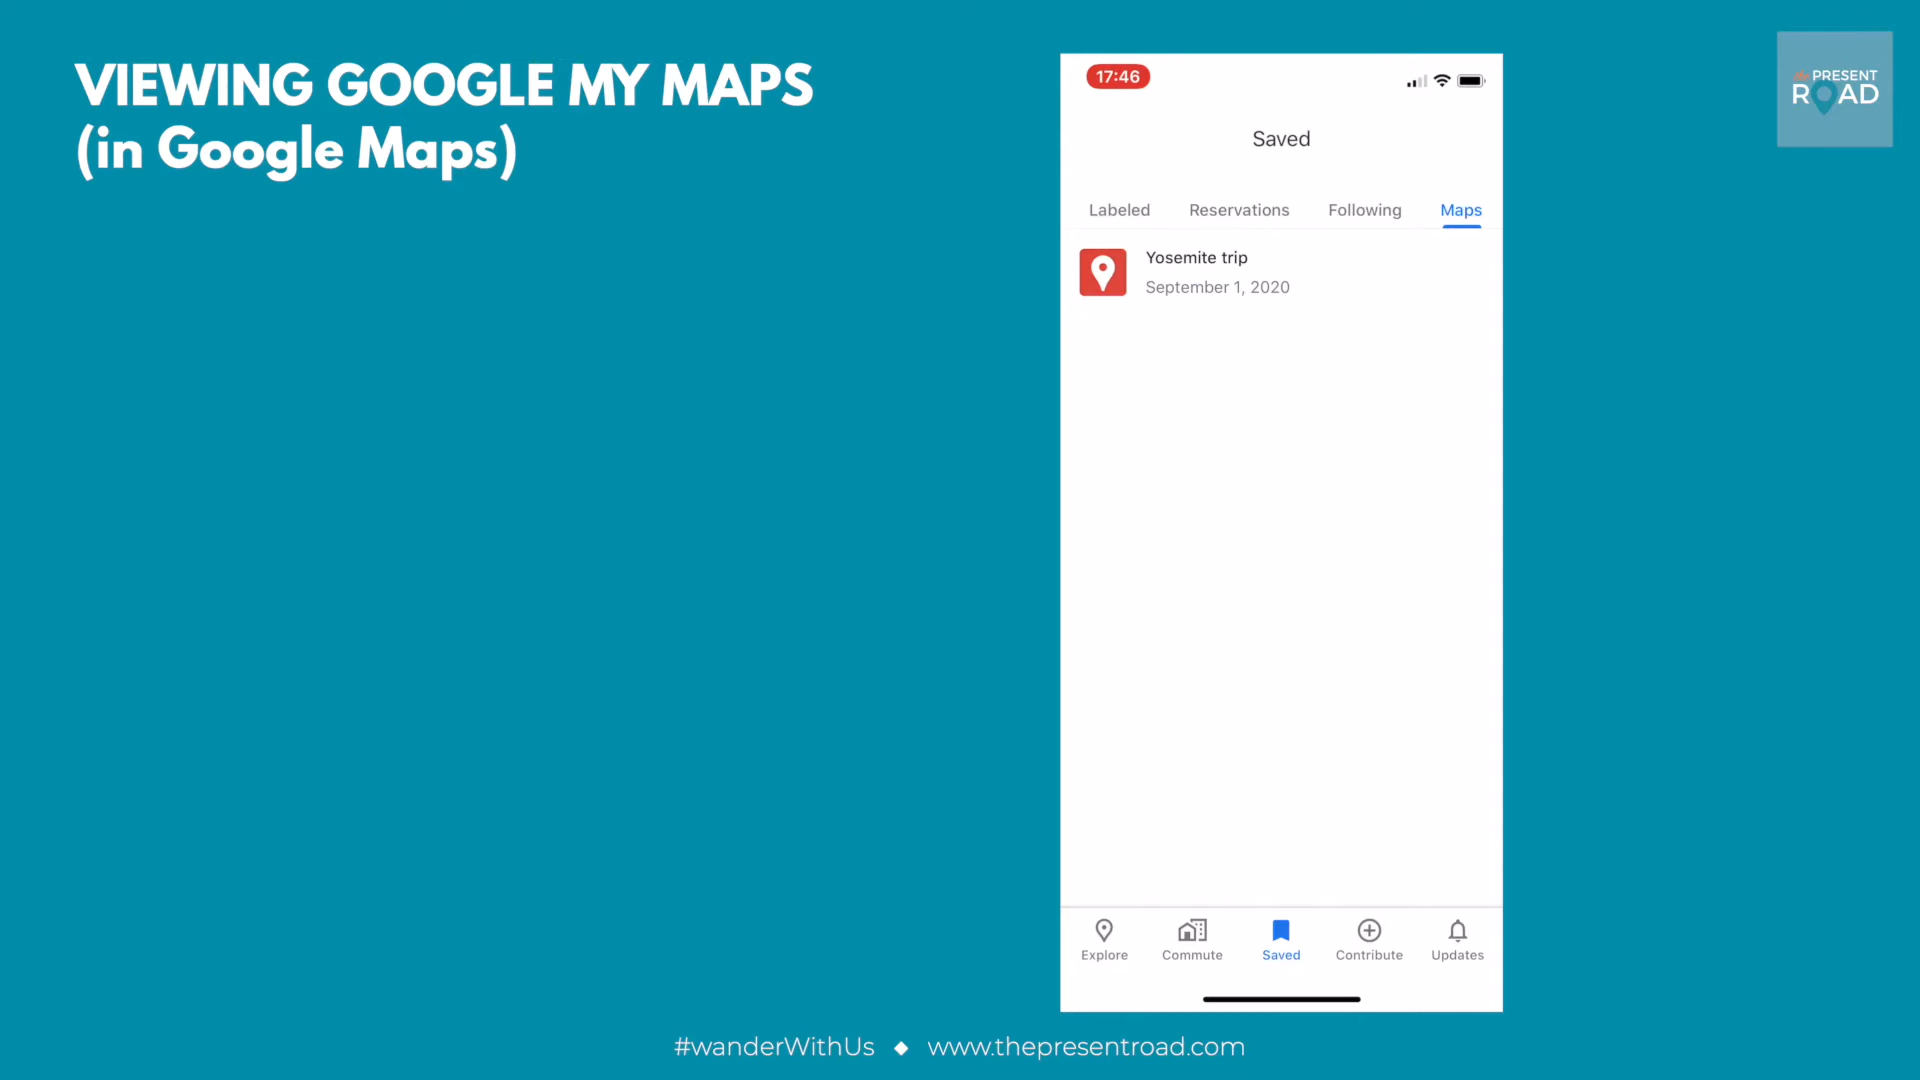 VIEWING GOOGLE MY MAPS
(in Google Maps)
The PRESENT
ROAD
17:46
Saved
Labeled Reservations Following Maps
Yosemite trip
September 1, 2020
Explore Commute Saved Contribute Updates
#wanderWithUs ◆ www.thepresentroad.com